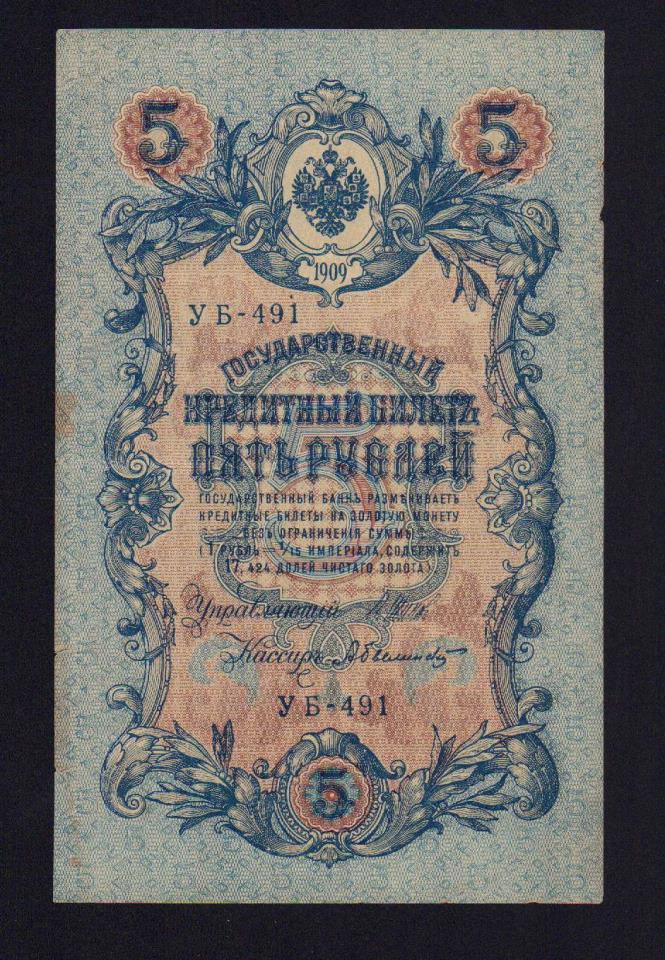 5 5
1909
УБ-491
ГОСУДАРСТВЕННЫЙ
КРЕДИТНЫЙ БИЛЕТЪ
ПЯТЬ РУБЛЕЙ
ГОСУДАРСТВЕННЫЙ БАНКЪ РАЗМѢНИВАЕТЪ
КРЕДИТНЫЕ БИЛЕТЫ НА ЗОЛОТУЮ МОНЕТУ
БЕЗЪ ОГРАНИЧЕНІЯ СУММЫ
(1 РУБЛЬ = 1/15 ИМПЕРІАЛА, СОДЕРЖИТЪ
17,424 ДОЛЕЙ ЧИСТАГО ЗОЛОТА)
Управляющій
Кассиръ
УБ-491
5